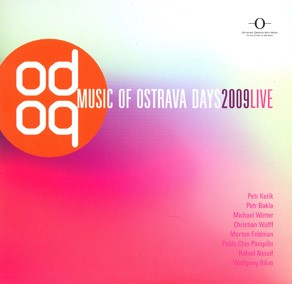 od
oq
MUSIC OF OSTRAVA DAYS2009LIVE
Petr Kotik
Petr Bakla
Michael Winter
Christian Wolff
Morton Feldman
Pablo Chin Pampillo
Rafael Nassif
Wolfgang Rihm